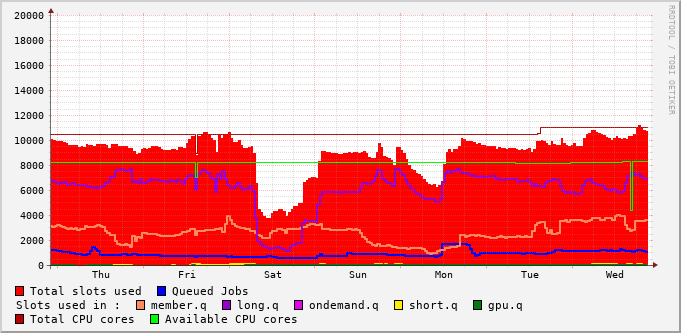 20000
18000
16000
14000
12000
10000
8000
6000
4000
2000
0
Thu Fri Sat Sun Mon Tue Wed
RRDTOOL / TOBI OETIKER
Total slots used Queued Jobs
Slots used in : member.q long.q ondemand.q short.q gpu.q
Total CPU cores Available CPU cores